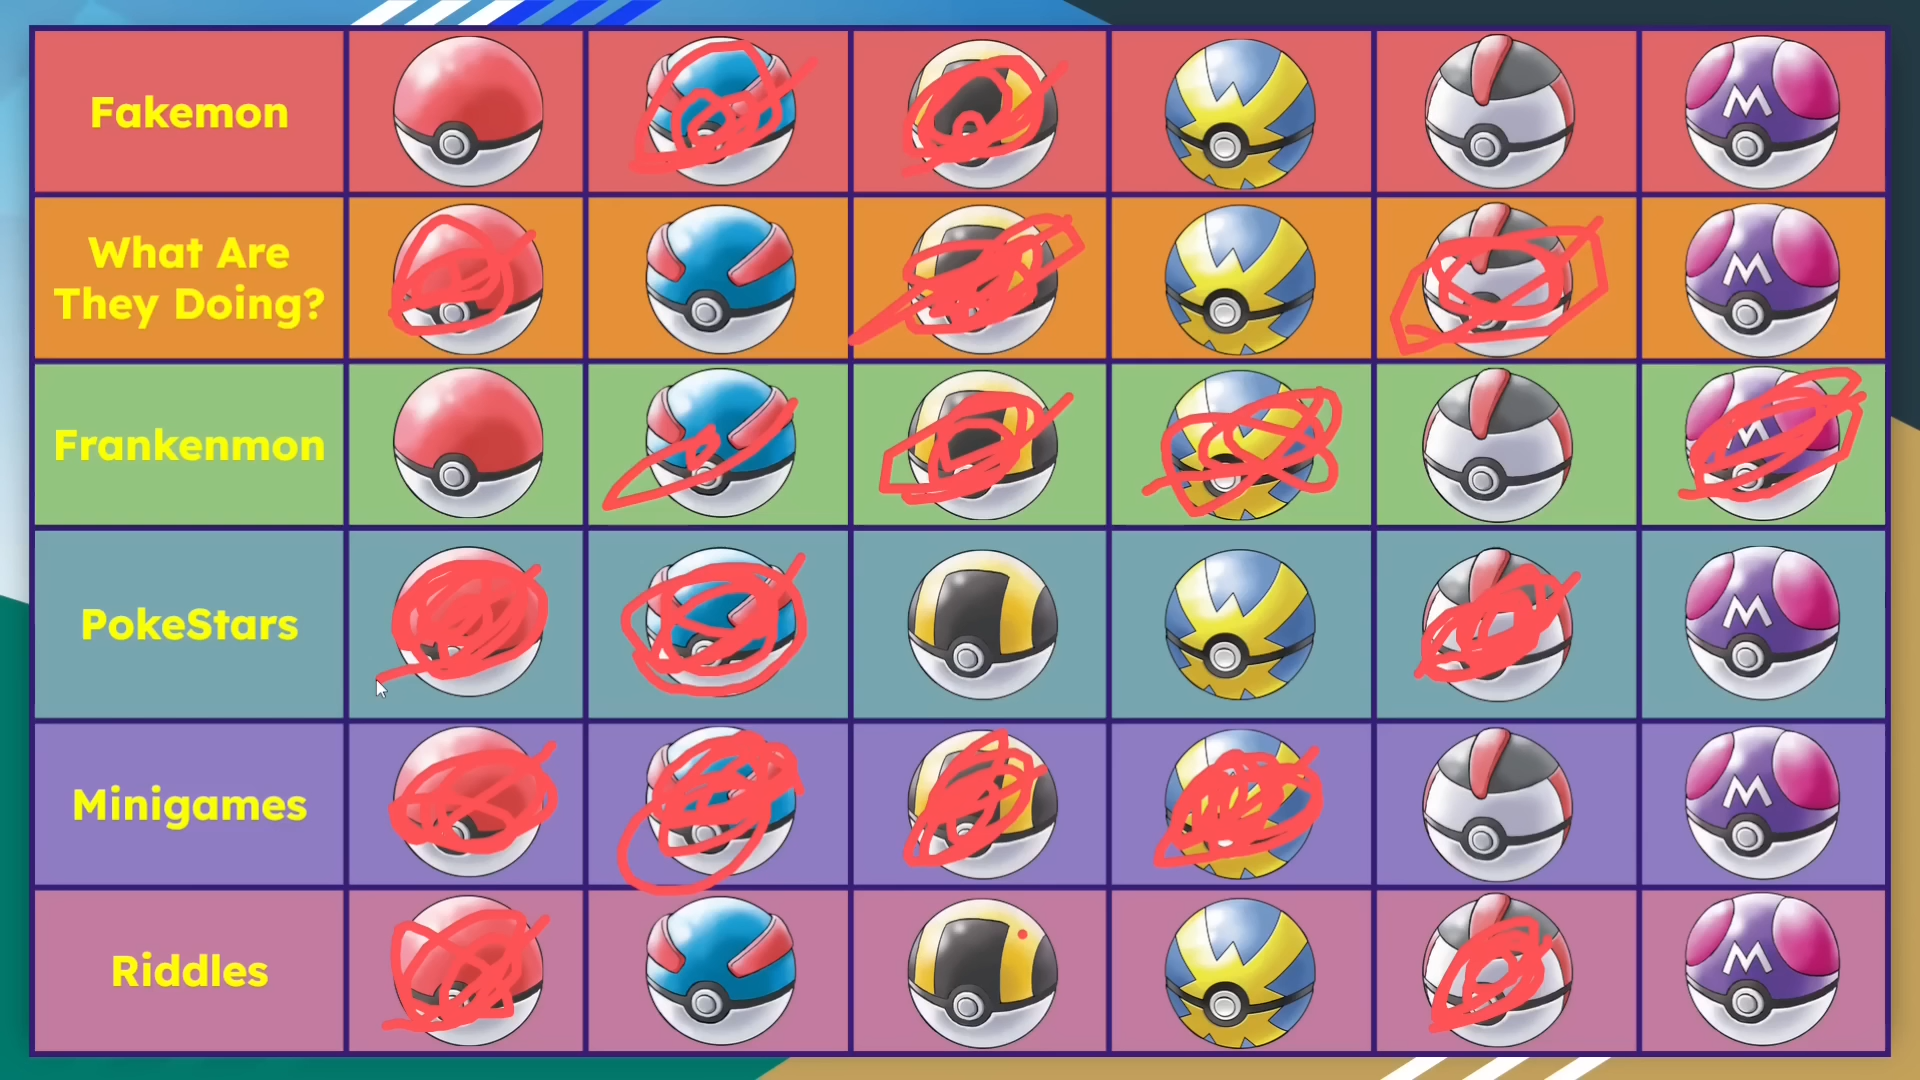 Fakemon
What Are
They Doing?
Frankenmon
PokeStars
Minigames
Riddles
M
M
M
M
M
M